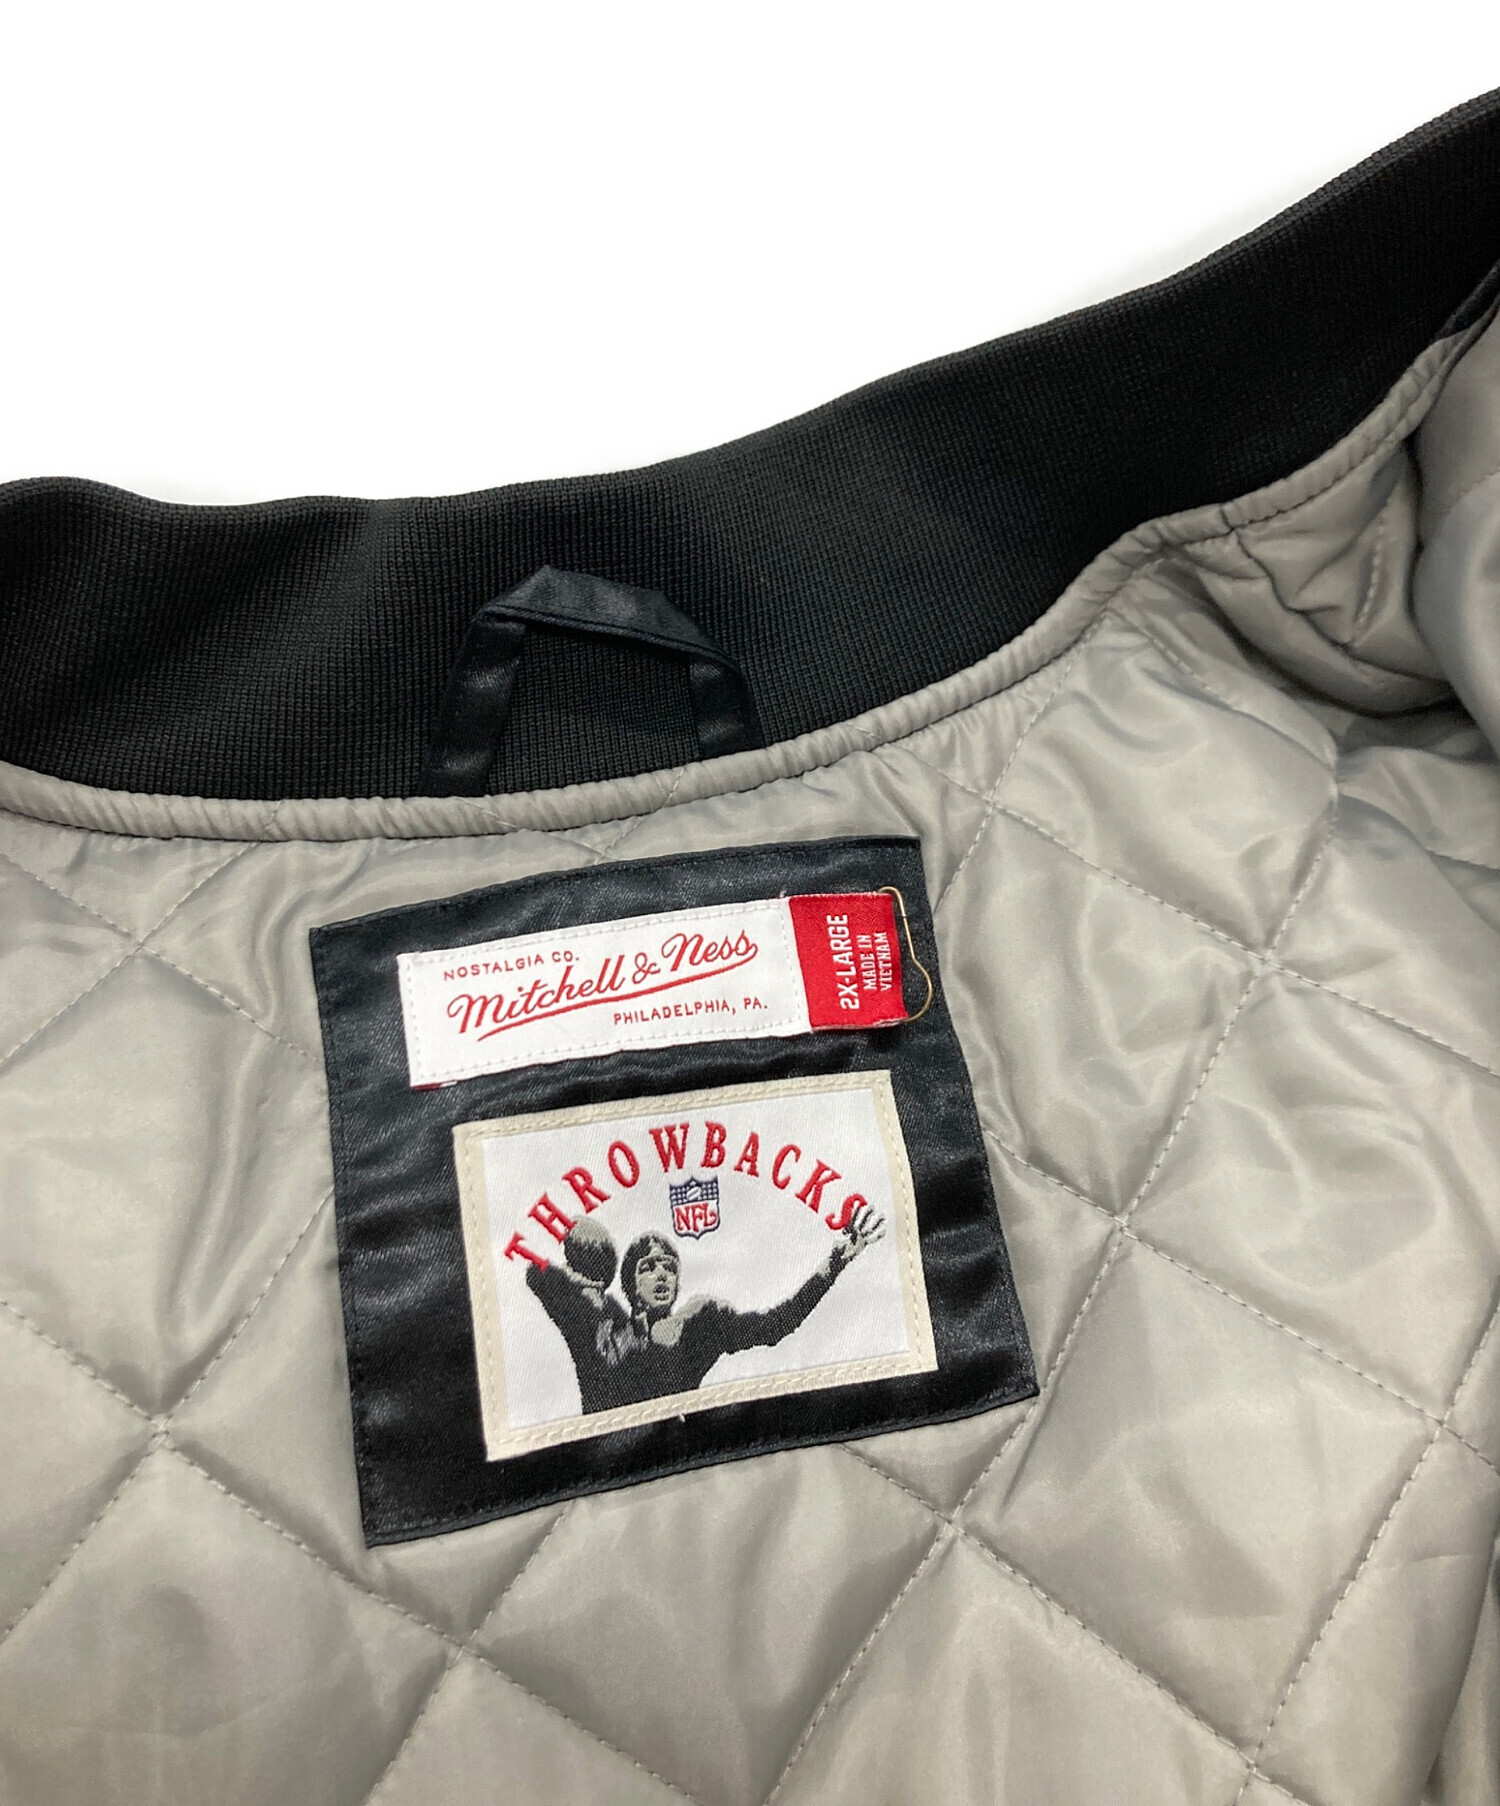 NOSTALGIA CO.
Mitchell & Ness
PHILADELPHIA, PA.
2X-LARGE
MADE IN
VIETNAM
THROWBACKS
NFL